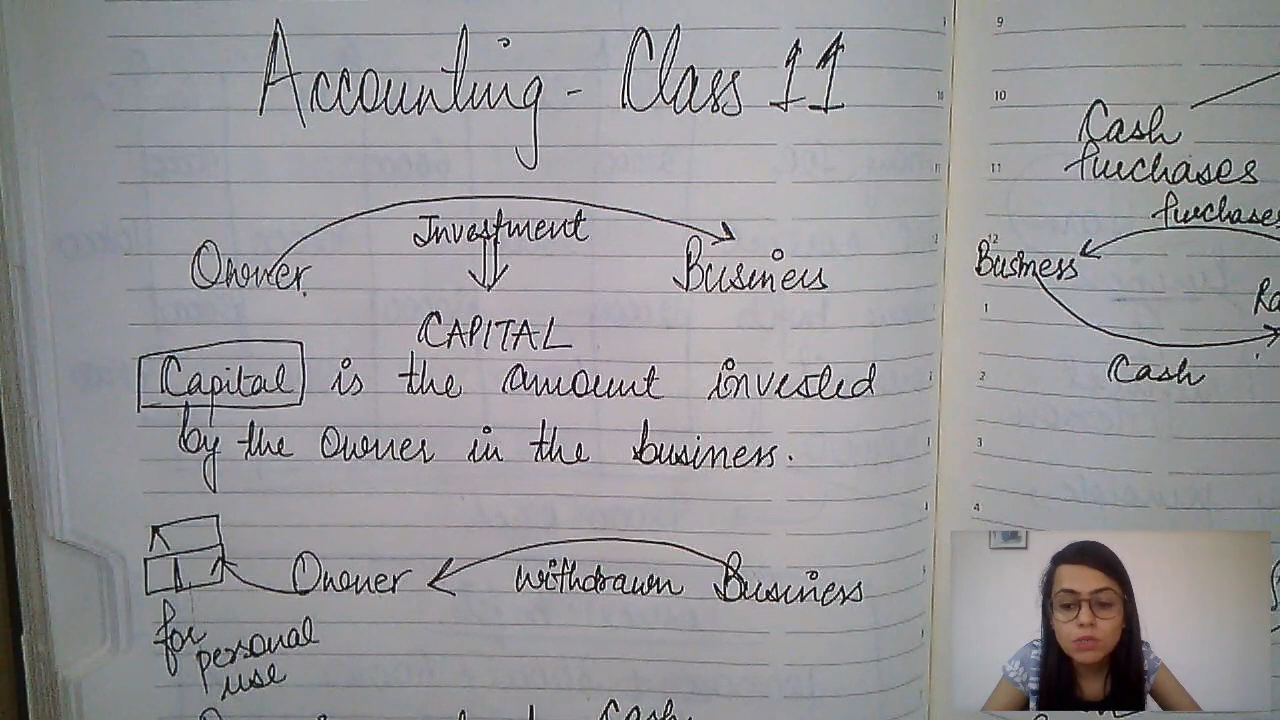 Accounting - Class 11
Investment
Owner Business
CAPITAL
Capital is the amount invested
by the owner in the business.
Owner withdrawn Business
for
personal
use
Cash
9
10
11
12
1
2
3
4
Cash
Purchases
Purchases
Business
Cash